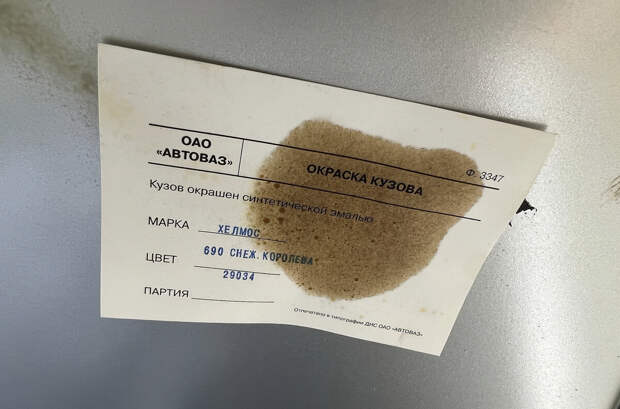 ОАО
«АВТОВАЗ»
ОКРАСКА КУЗОВА
Ф. 3347
Кузов окрашен синтетической эмалью
МАРКА ХЕЛМОС
ЦВЕТ 690 СНЕЖ.КОРОЛЕВА
29034
ПАРТИЯ
Отпечатано в типографии ДИС ОАО «АВТОВАЗ»